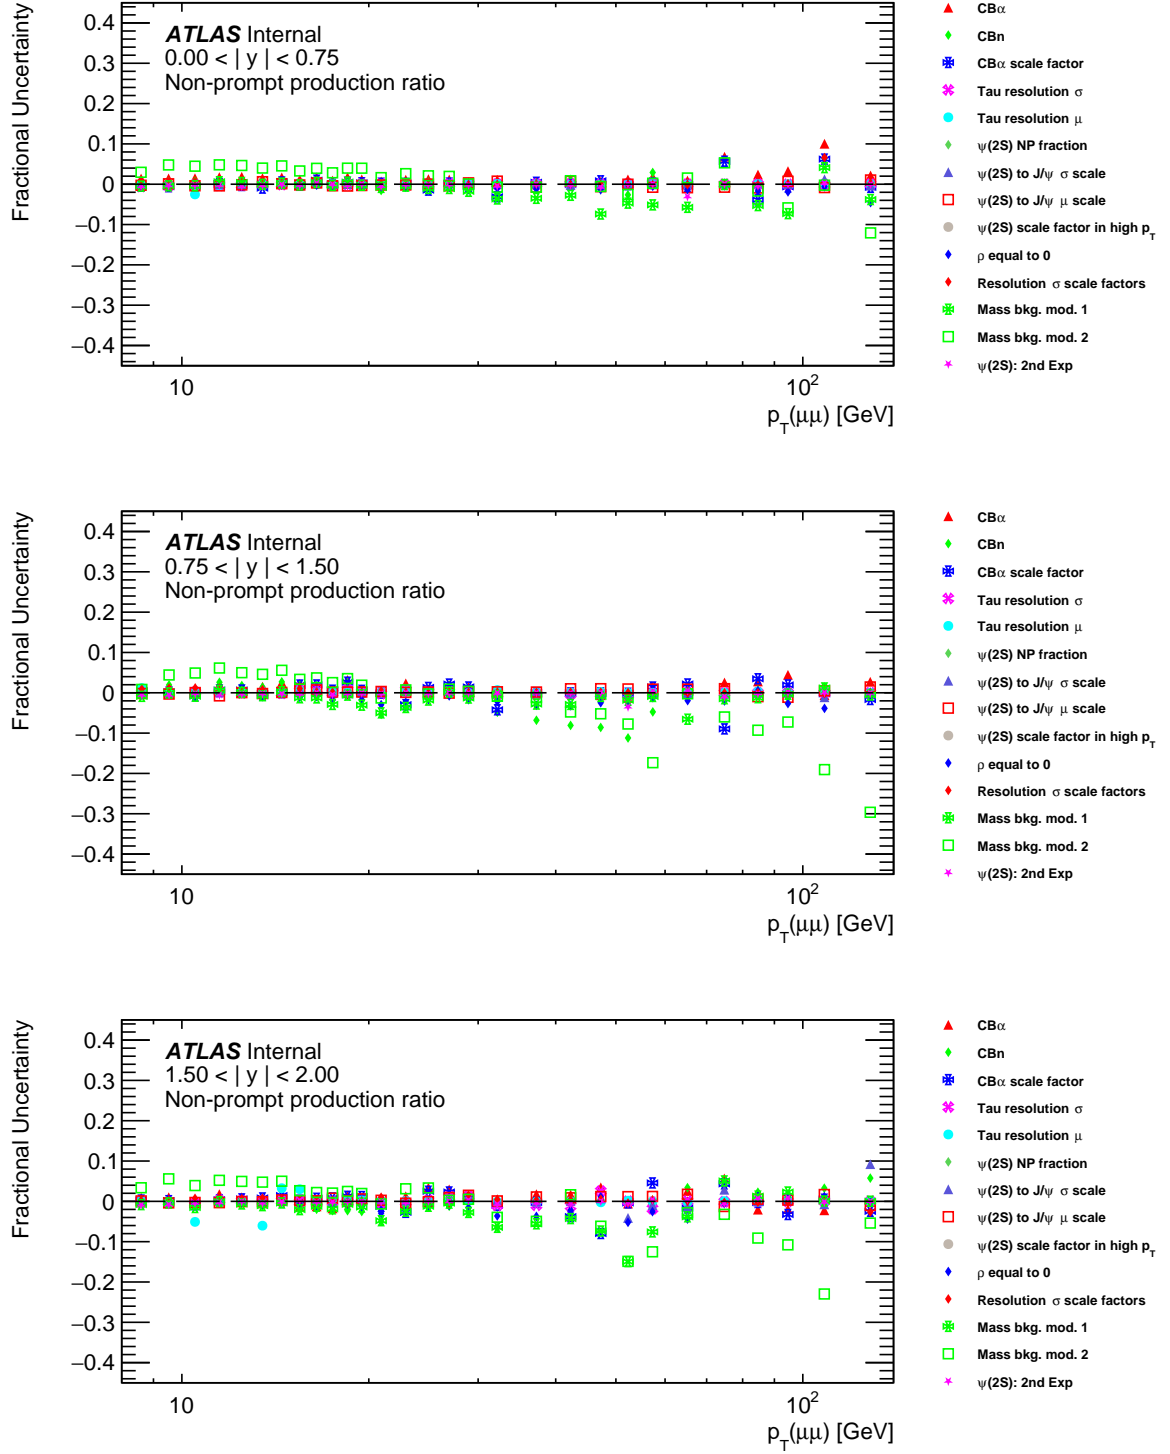 Fractional Uncertainty
0.4
0.3
0.2
0.1
0
−0.1
−0.2
−0.3
−0.4
ATLAS Internal
0.00 < | y | < 0.75
Non-prompt production ratio
10
10²
p_T(μμ) [GeV]
CBα
CBn
CBα scale factor
Tau resolution σ
Tau resolution μ
ψ(2S) NP fraction
ψ(2S) to J/ψ σ scale
ψ(2S) to J/ψ μ scale
ψ(2S) scale factor in high p_T
ρ equal to 0
Resolution σ scale factors
Mass bkg. mod. 1
Mass bkg. mod. 2
ψ(2S): 2nd Exp
Fractional Uncertainty
0.4
0.3
0.2
0.1
0
−0.1
−0.2
−0.3
−0.4
ATLAS Internal
0.75 < | y | < 1.50
Non-prompt production ratio
10
10²
p_T(μμ) [GeV]
CBα
CBn
CBα scale factor
Tau resolution σ
Tau resolution μ
ψ(2S) NP fraction
ψ(2S) to J/ψ σ scale
ψ(2S) to J/ψ μ scale
ψ(2S) scale factor in high p_T
ρ equal to 0
Resolution σ scale factors
Mass bkg. mod. 1
Mass bkg. mod. 2
ψ(2S): 2nd Exp
Fractional Uncertainty
0.4
0.3
0.2
0.1
0
−0.1
−0.2
−0.3
−0.4
ATLAS Internal
1.50 < | y | < 2.00
Non-prompt production ratio
10
10²
p_T(μμ) [GeV]
CBα
CBn
CBα scale factor
Tau resolution σ
Tau resolution μ
ψ(2S) NP fraction
ψ(2S) to J/ψ σ scale
ψ(2S) to J/ψ μ scale
ψ(2S) scale factor in high p_T
ρ equal to 0
Resolution σ scale factors
Mass bkg. mod. 1
Mass bkg. mod. 2
ψ(2S): 2nd Exp